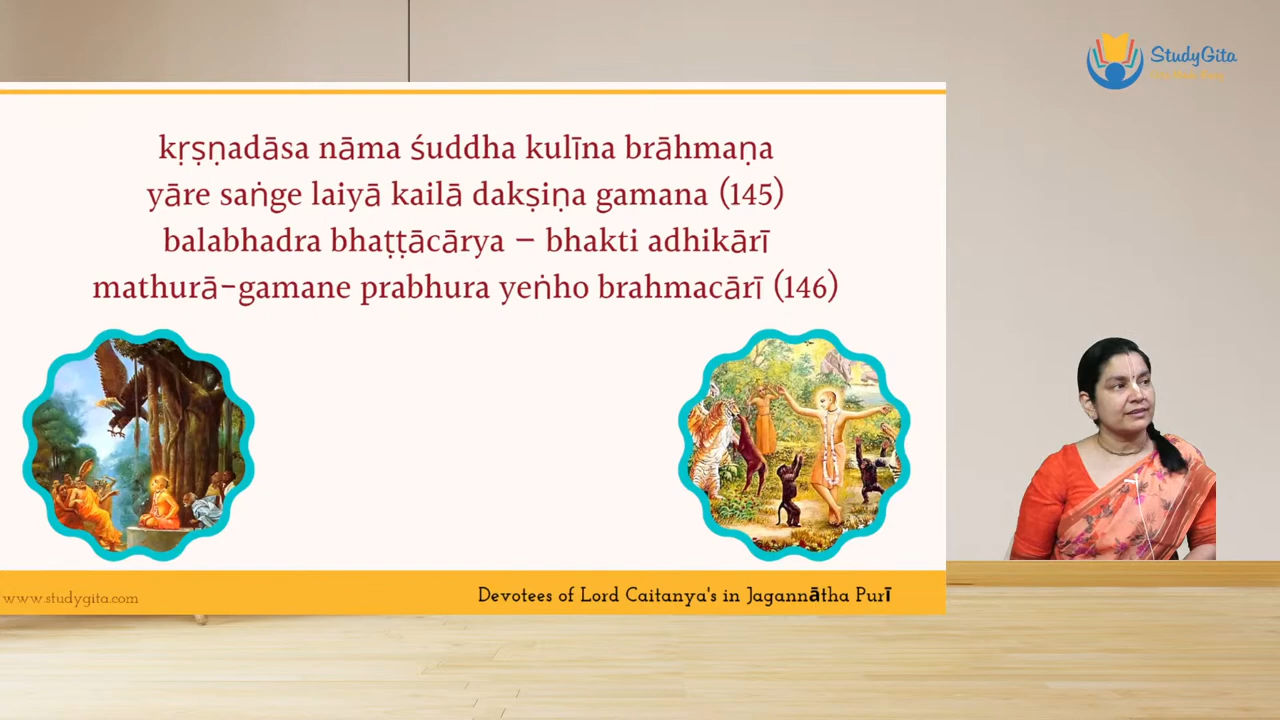 StudyGita
kṛṣṇadāsa nāma śuddha kulīna brāhmaṇa
yāre saṅge laiyā kailā dakṣiṇa gamana (145)
balabhadra bhaṭṭācārya – bhakti adhikārī
mathurā-gamane prabhura yeṅho brahmacārī (146)
www.studygita.com
Devotees of Lord Caitanya's in Jagannātha Purī